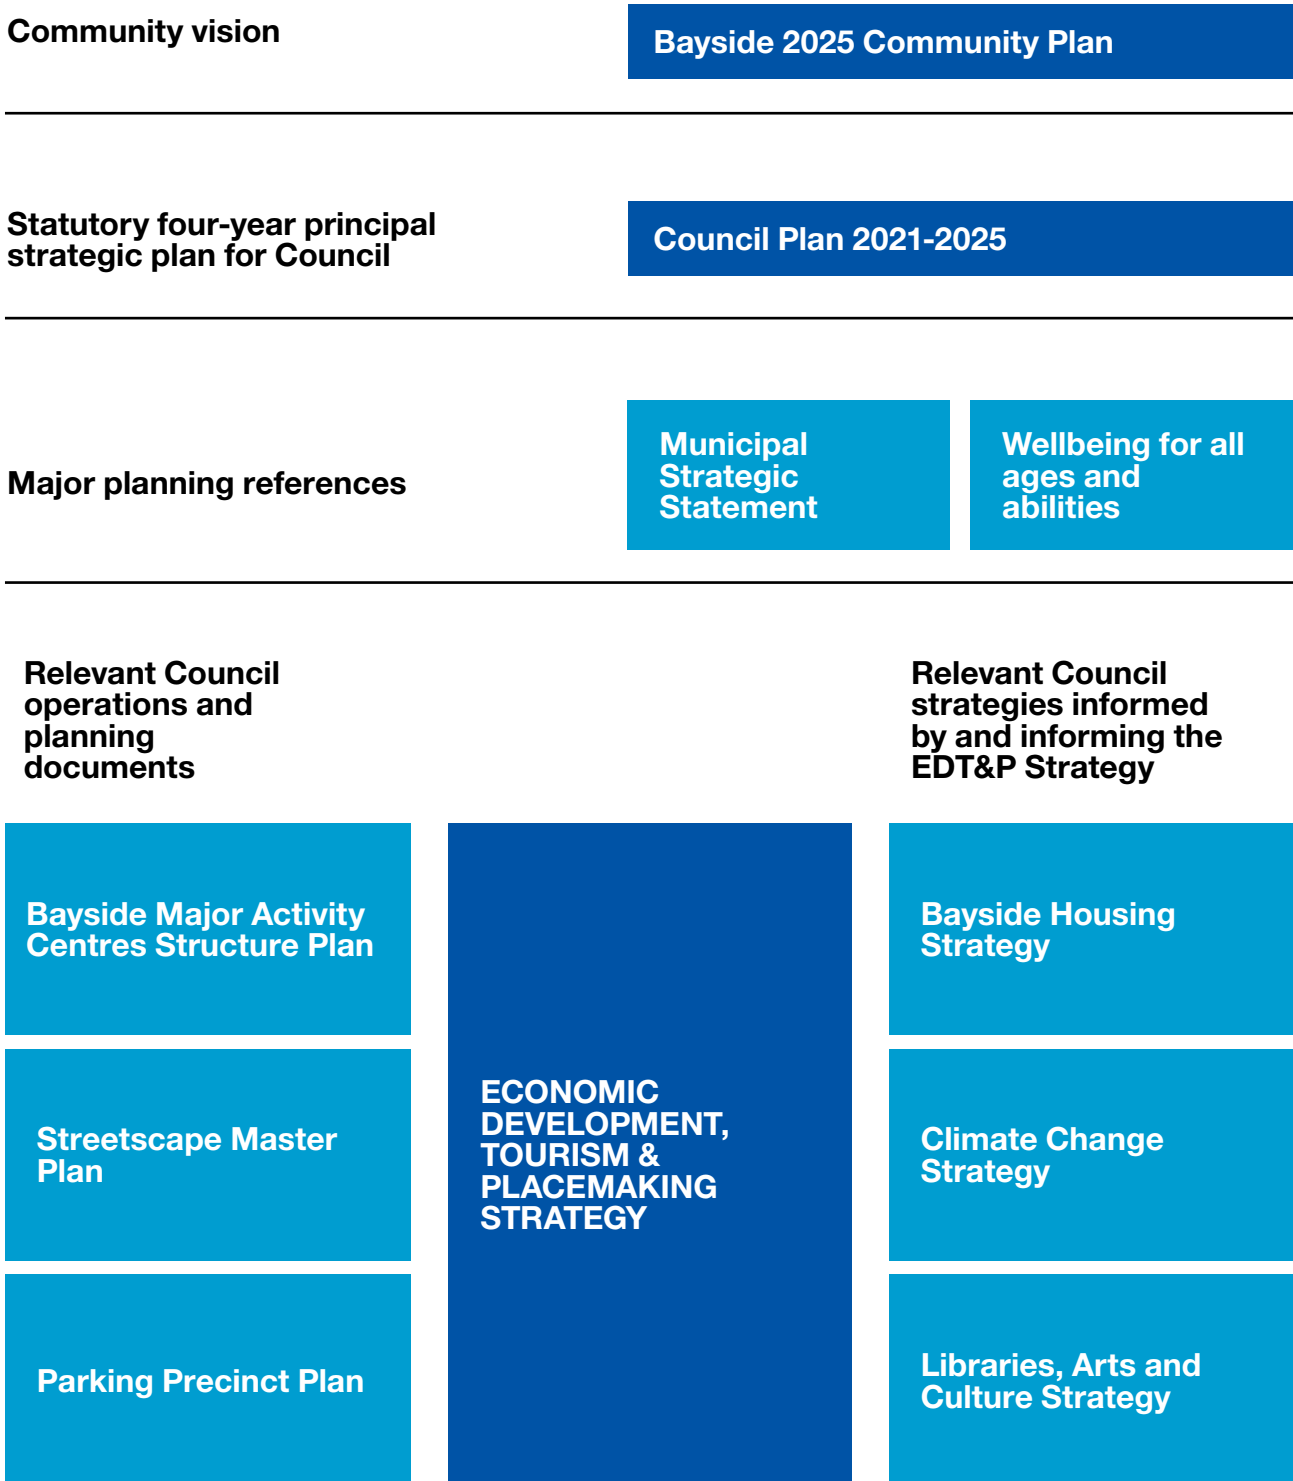 Community vision
Bayside 2025 Community Plan
Statutory four-year principal
strategic plan for Council
Council Plan 2021-2025
Major planning references
Municipal
Strategic
Statement
Wellbeing for all
ages and
abilities
Relevant Council
operations and
planning
documents
Relevant Council
strategies informed
by and informing the
EDT&P Strategy
Bayside Major Activity
Centres Structure Plan
Streetscape Master
Plan
Parking Precinct Plan
ECONOMIC
DEVELOPMENT,
TOURISM &
PLACEMAKING
STRATEGY
Bayside Housing
Strategy
Climate Change
Strategy
Libraries, Arts and
Culture Strategy